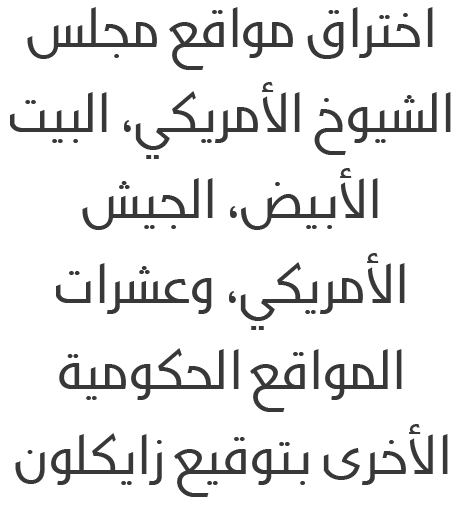 اختراق مواقع مجلس
الشيوخ الأمريكي، البيت
الأبيض، الجيش
الأمريكي، وعشرات
المواقع الحكومية
الأخرى بتوقيع زايكلون